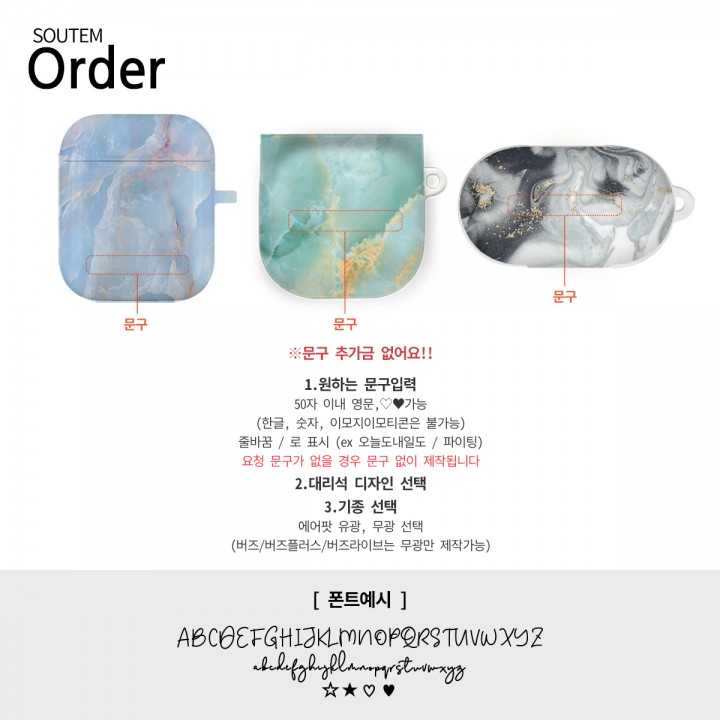 SOUTEM
Order
문구
문구
문구
※문구 추가금 없어요!!
1.원하는 문구입력
50자 이내 영문,♡♥가능
(한글, 숫자, 이모지이모티콘은 불가능)
줄바꿈 / 로 표시 (ex 오늘도내일도 / 파이팅)
요청 문구가 없을 경우 문구 없이 제작됩니다
2.대리석 디자인 선택
3.기종 선택
에어팟 유광, 무광 선택
(버즈/버즈플러스/버즈라이브는 무광만 제작가능)
[ 폰트예시 ]
ABCDEFGHIJKLMNOPQRSTUVWXYZ
abcdefghyklmnopqrstuvwxyz
☆★♡♥